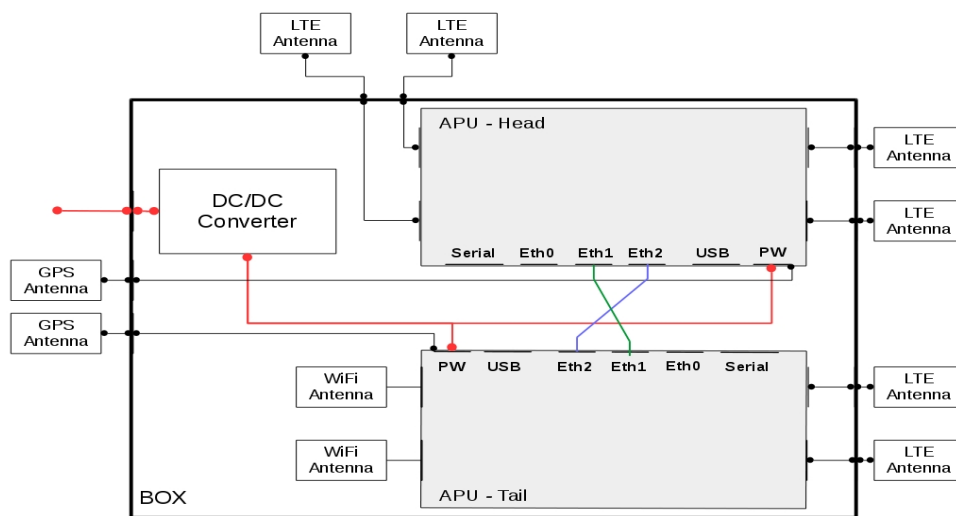 LTE
Antenna
LTE
Antenna
APU - Head
LTE
Antenna
DC/DC
Converter
LTE
Antenna
Serial Eth0 Eth1 Eth2 USB PW
GPS
Antenna
GPS
Antenna
PW USB Eth2 Eth1 Eth0 Serial
WiFi
Antenna
LTE
Antenna
WiFi
Antenna
LTE
Antenna
BOX
APU - Tail